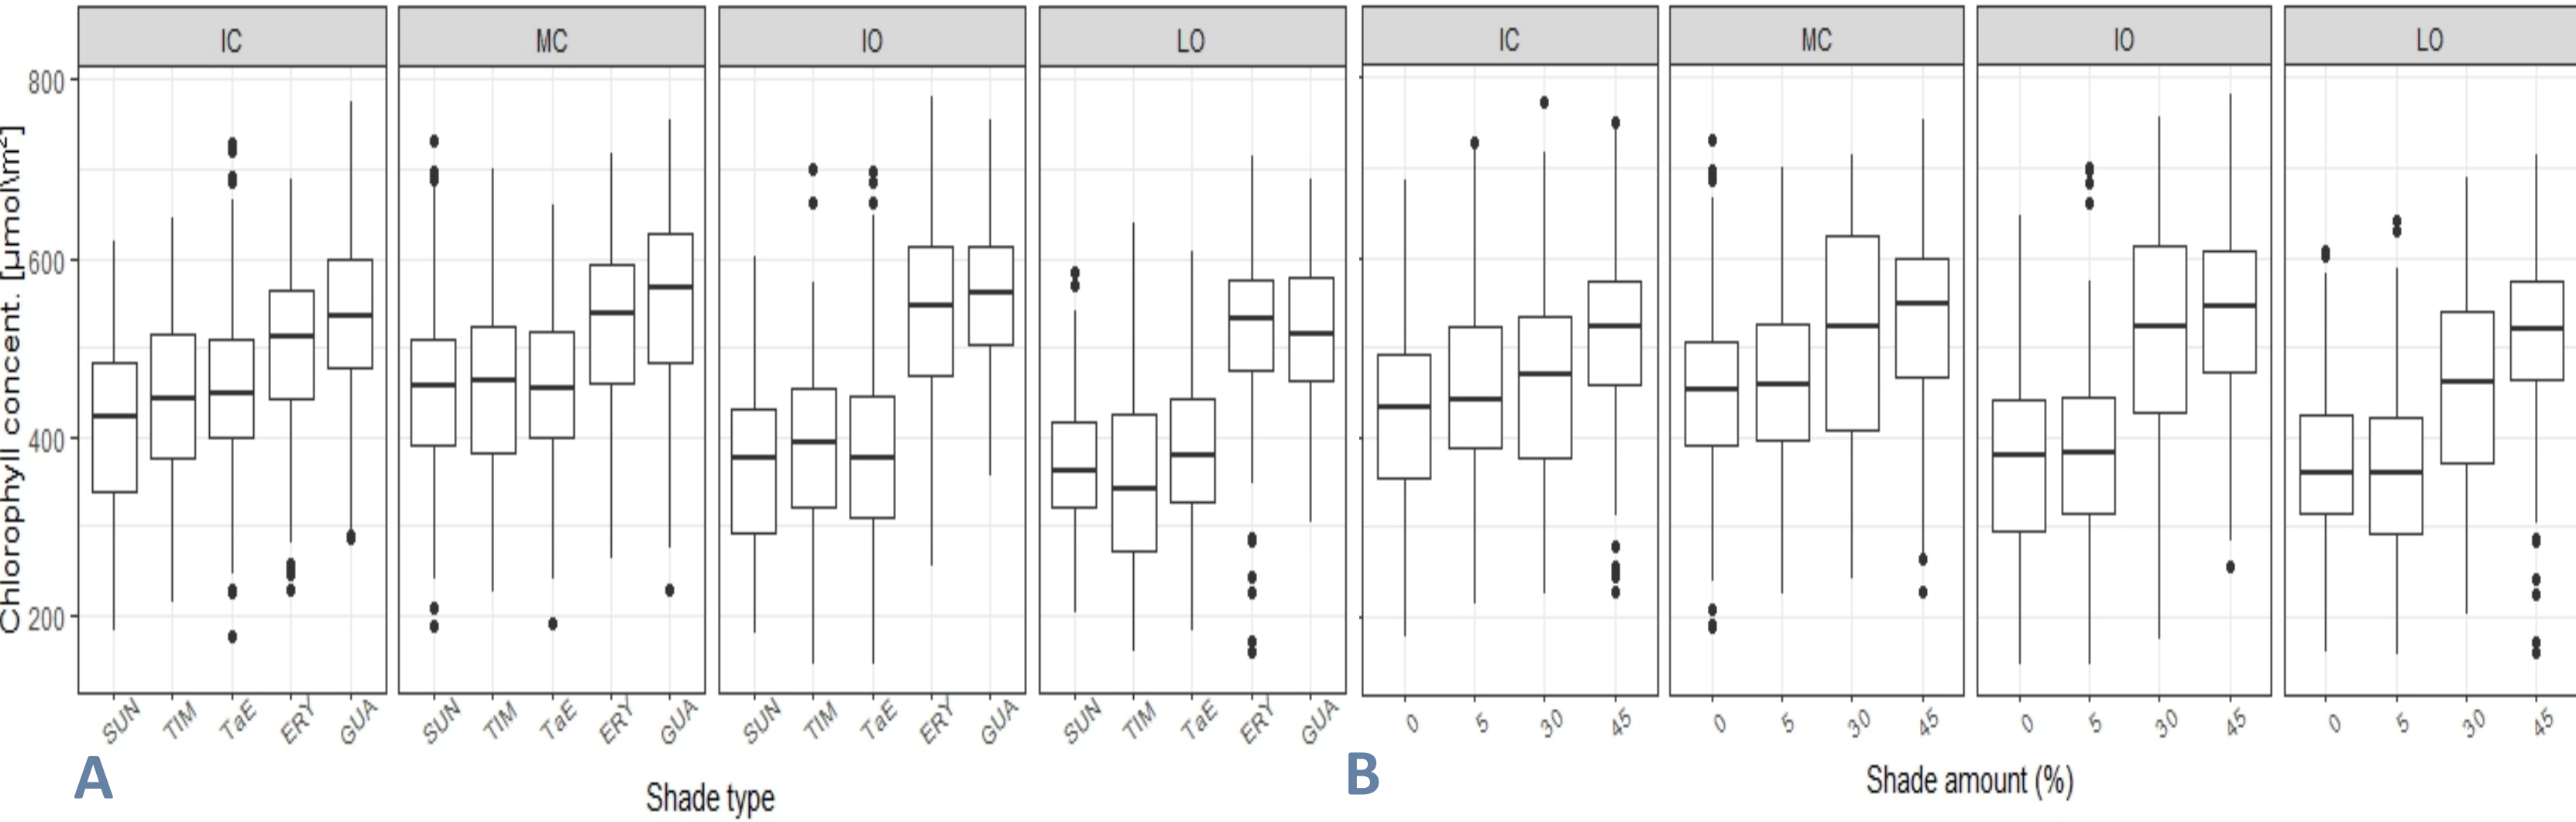 IC MC IO LO IC MC IO LO
800
600
400
200
Chlorophyll concent. [µmol\m²]
SUN TIM TaE ERY GUA SUN TIM TaE ERY GUA SUN TIM TaE ERY GUA SUN TIM TaE ERY GUA 0 5 30 45 0 5 30 45 0 5 30 45 0 5 30 45
A B
Shade type Shade amount (%)